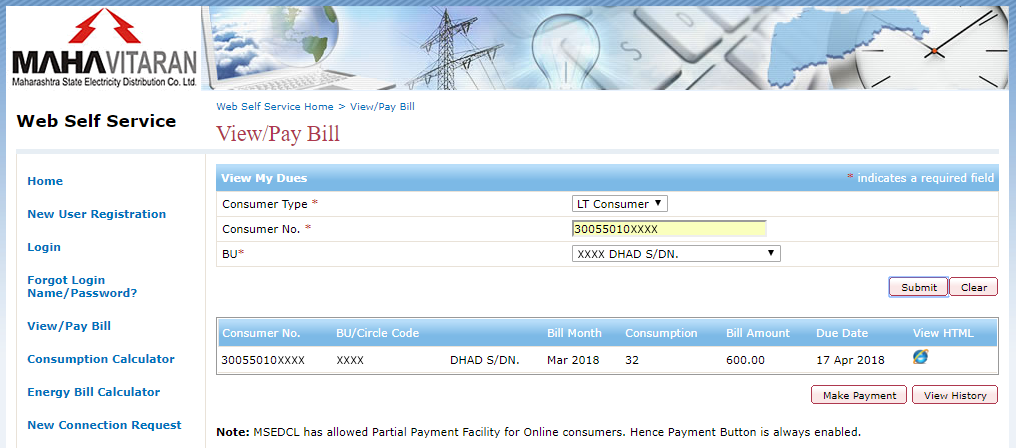 MAHAVITARAN
Maharashtra State Electricity Distribution Co. Ltd.
Web Self Service
Home
New User Registration
Login
Forgot Login
Name/Password?
View/Pay Bill
Consumption Calculator
Energy Bill Calculator
New Connection Request
Web Self Service Home > View/Pay Bill
View/Pay Bill
View My Dues * indicates a required field
Consumer Type * LT Consumer
Consumer No. * 30055010XXXX
BU* XXXX DHAD S/DN.
Submit Clear
Consumer No. BU/Circle Code Bill Month Consumption Bill Amount Due Date View HTML
30055010XXXX XXXX DHAD S/DN. Mar 2018 32 600.00 17 Apr 2018
Make Payment View History
Note: MSEDCL has allowed Partial Payment Facility for Online consumers. Hence Payment Button is always enabled.